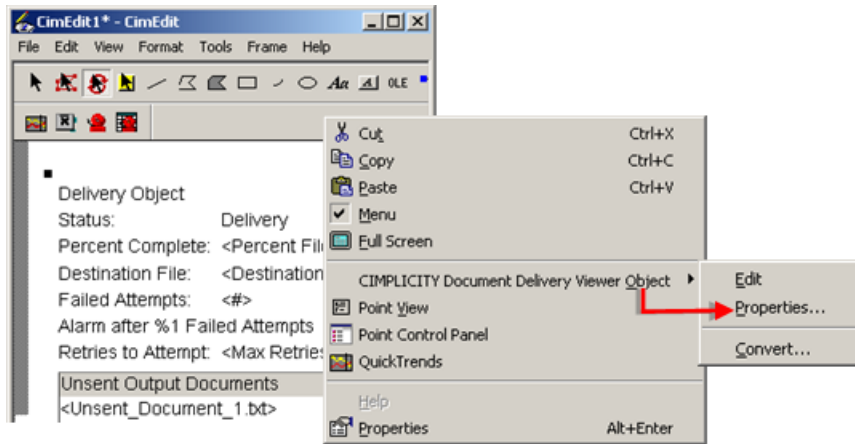 CimEdit1* - CimEdit
File Edit View Format Tools Frame Help
Aa A OLE
Delivery Object
Status: Delivery
Percent Complete: <Percent Fil
Destination File: <Destination
Failed Attempts: <#>
Alarm after %1 Failed Attempts
Retries to Attempt: <Max Retries
Unsent Output Documents
<Unsent_Document_1.txt>
Cut Ctrl+X
Copy Ctrl+C
Paste Ctrl+V
Menu
Full Screen
CIMPLICITY Document Delivery Viewer Object
Point View
Point Control Panel
QuickTrends
Help
Properties Alt+Enter
Edit
Properties...
Convert...